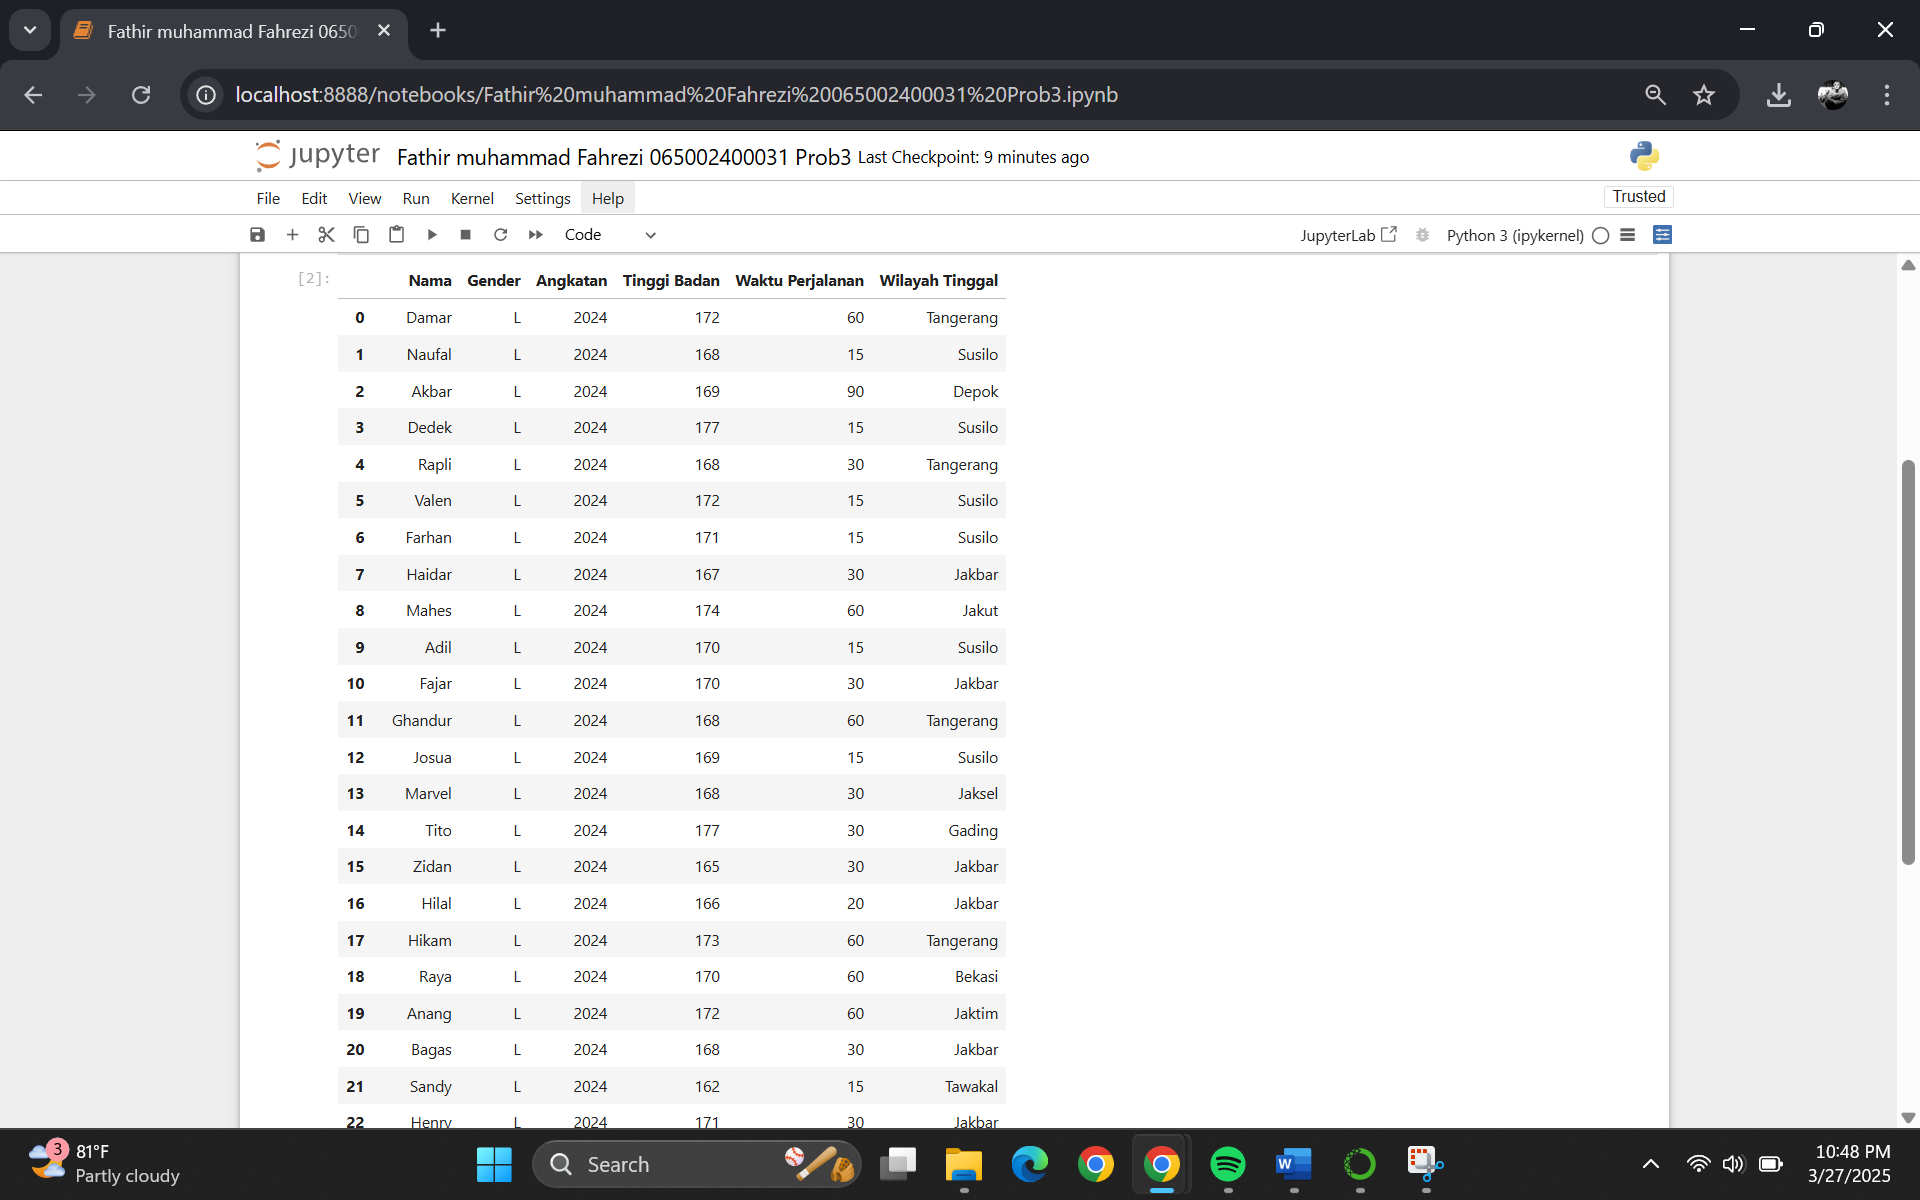 Fathir muhammad Fahrezi 0650
localhost:8888/notebooks/Fathir%20muhammad%20Fahrezi%20065002400031%20Prob3.ipynb
jupyter Fathir muhammad Fahrezi 065002400031 Prob3 Last Checkpoint: 9 minutes ago
File Edit View Run Kernel Settings Help Trusted
Code JupyterLab Python 3 (ipykernel)
[2]: Nama Gender Angkatan Tinggi Badan Waktu Perjalanan Wilayah Tinggal
0 Damar L 2024 172 60 Tangerang
1 Naufal L 2024 168 15 Susilo
2 Akbar L 2024 169 90 Depok
3 Dedek L 2024 177 15 Susilo
4 Rapli L 2024 168 30 Tangerang
5 Valen L 2024 172 15 Susilo
6 Farhan L 2024 171 15 Susilo
7 Haidar L 2024 167 30 Jakbar
8 Mahes L 2024 174 60 Jakut
9 Adil L 2024 170 15 Susilo
10 Fajar L 2024 170 30 Jakbar
11 Ghandur L 2024 168 60 Tangerang
12 Josua L 2024 169 15 Susilo
13 Marvel L 2024 168 30 Jaksel
14 Tito L 2024 177 30 Gading
15 Zidan L 2024 165 30 Jakbar
16 Hilal L 2024 166 20 Jakbar
17 Hikam L 2024 173 60 Tangerang
18 Raya L 2024 170 60 Bekasi
19 Anang L 2024 172 60 Jaktim
20 Bagas L 2024 168 30 Jakbar
21 Sandy L 2024 162 15 Tawakal
22 Henry L 2024 171 30 Jakbar
3 81°F
Partly cloudy
Search
W
10:48 PM
3/27/2025